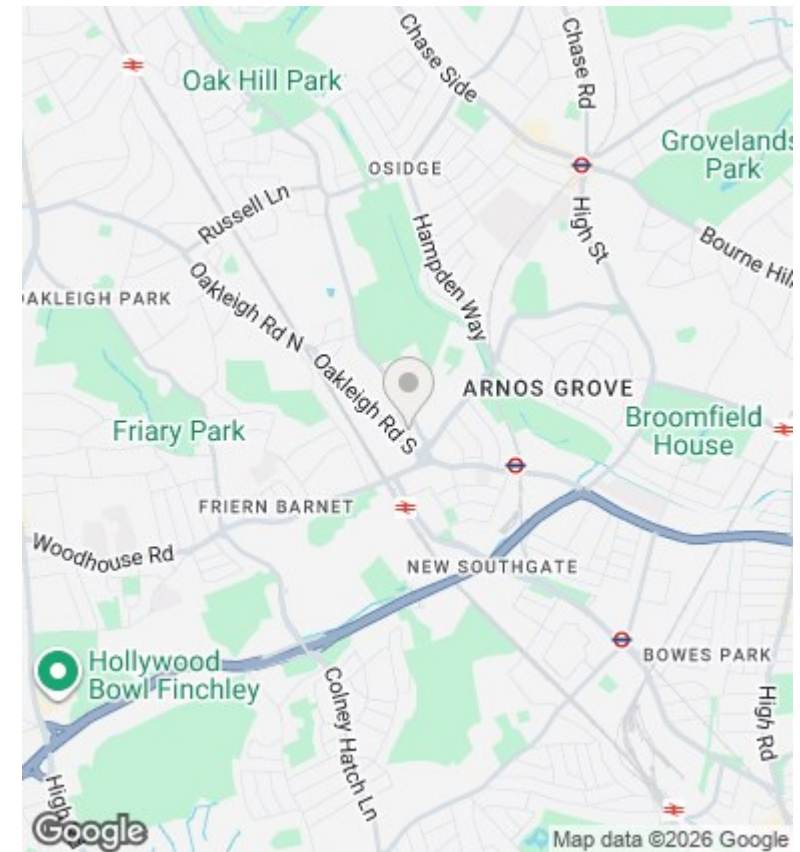 Chase Side
Chase Rd
Oak Hill Park
Grovelands
Park
OSIDGE
Russell Ln
High St
Hampden Way
Bourne Hill
OAKLEIGH PARK
Oakleigh Rd N
Oakleigh Rd S
ARNOS GROVE
Friary Park
Broomfield
House
FRIERN BARNET
Woodhouse Rd
NEW SOUTHGATE
BOWES PARK
Hollywood
Bowl Finchley
Colney Hatch Ln
High Rd
High
Google
Map data ©2026 Google